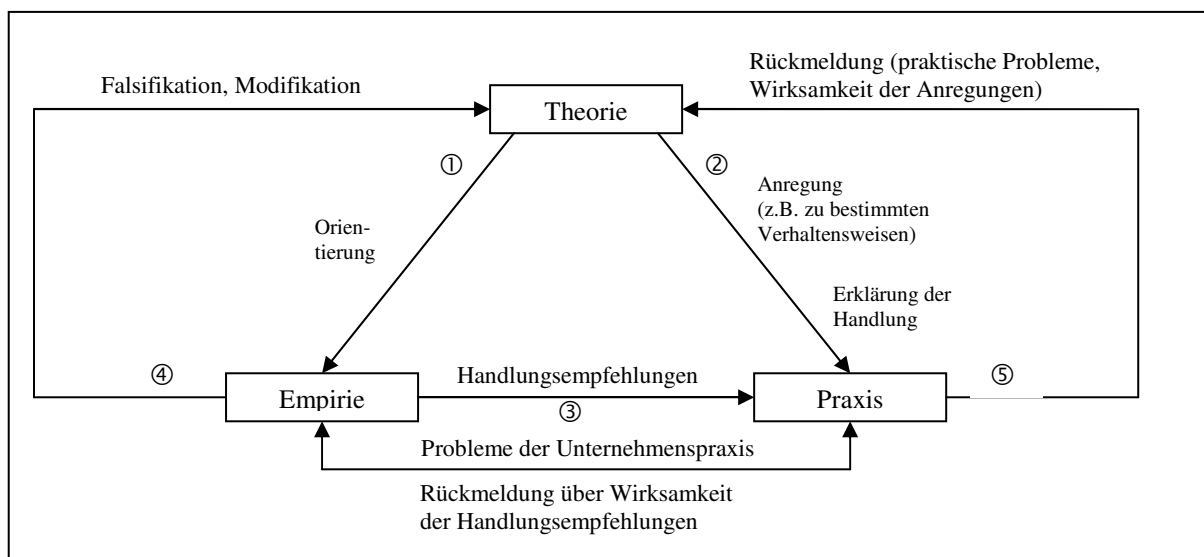 Rückmeldung (praktische Probleme,
Wirksamkeit der Anregungen)
Falsifikation, Modifikation
Theorie
①
②
Anregung
(z.B. zu bestimmten
Verhaltensweisen)
Orien-
tierung
Erklärung der
Handlung
④
Handlungsempfehlungen
⑤
Empirie
③
Praxis
Probleme der Unternehmenspraxis
Rückmeldung über Wirksamkeit
der Handlungsempfehlungen